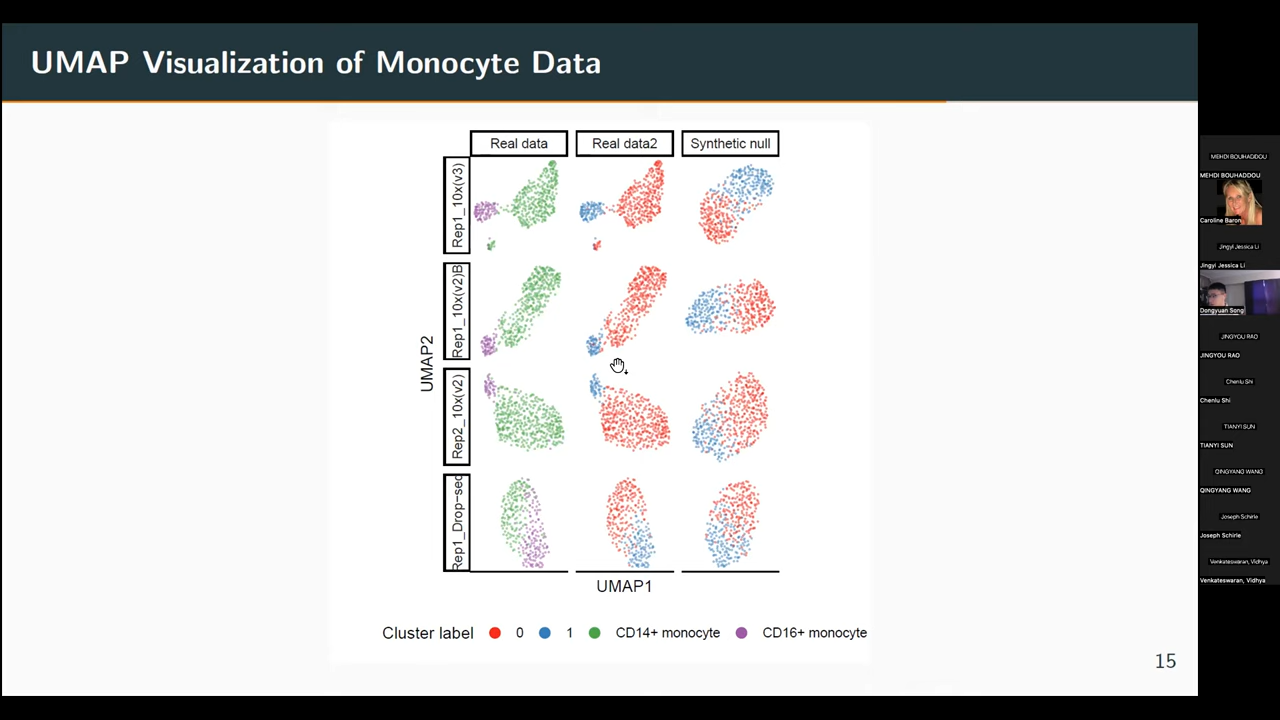 UMAP Visualization of Monocyte Data
Real data
Real data2
Synthetic null
Rep1_10x(v3)
Rep1_10x(v2)B
Rep2_10x(v2)
Rep1_Drop-sec
UMAP2
UMAP1
Cluster label
0
1
CD14+ monocyte
CD16+ monocyte
15
MEHDI BOUHADDOU
MEHDI BOUHADDOU
Caroline Baron
Jingyi Jessica Li
Jingyi Jessica Li
Dongyuan Song
JINGYOU RAO
JINGYOU RAO
Chenlu Shi
Chenlu Shi
TIANYI SUN
TIANYI SUN
QINGYANG WANG
QINGYANG WANG
Joseph Schirle
Joseph Schirle
Venkateswaran, Vidhya
Venkateswaran, Vidhya